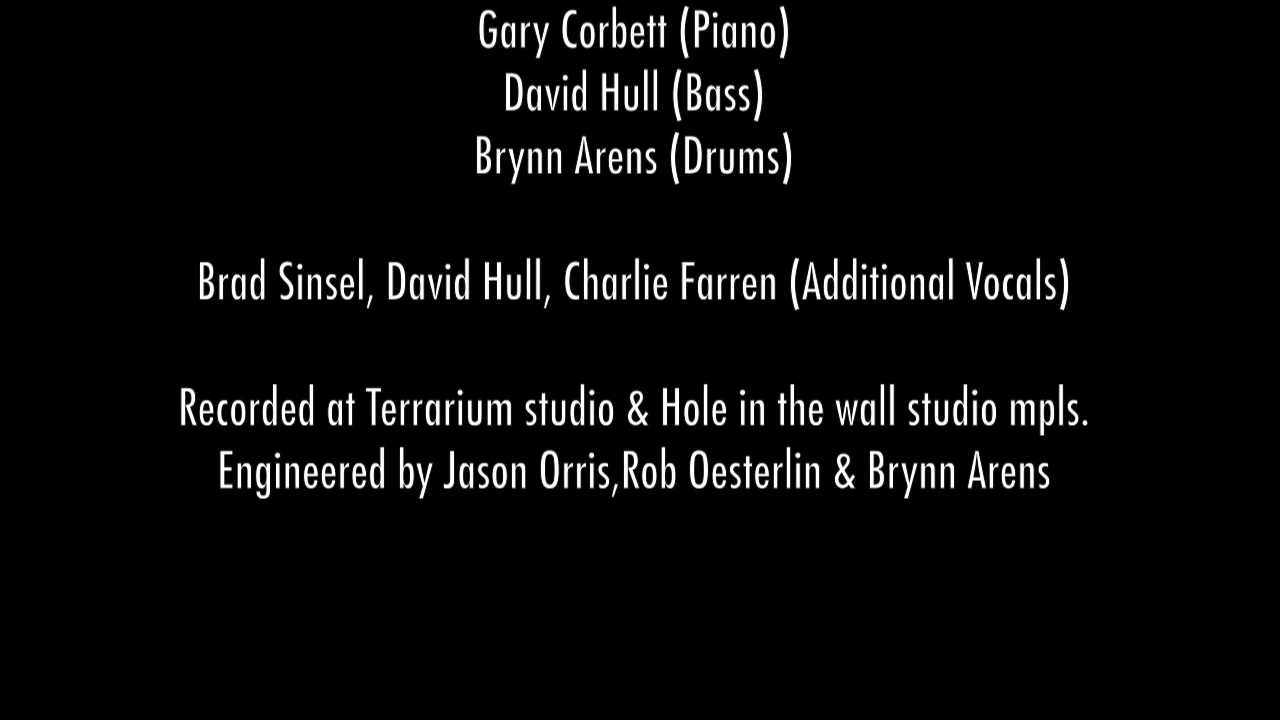 Gary Corbett (Piano)
David Hull (Bass)
Brynn Arens (Drums)
Brad Sinsel, David Hull, Charlie Farren (Additional Vocals)
Recorded at Terrarium studio & Hole in the wall studio mpls.
Engineered by Jason Orris,Rob Oesterlin & Brynn Arens